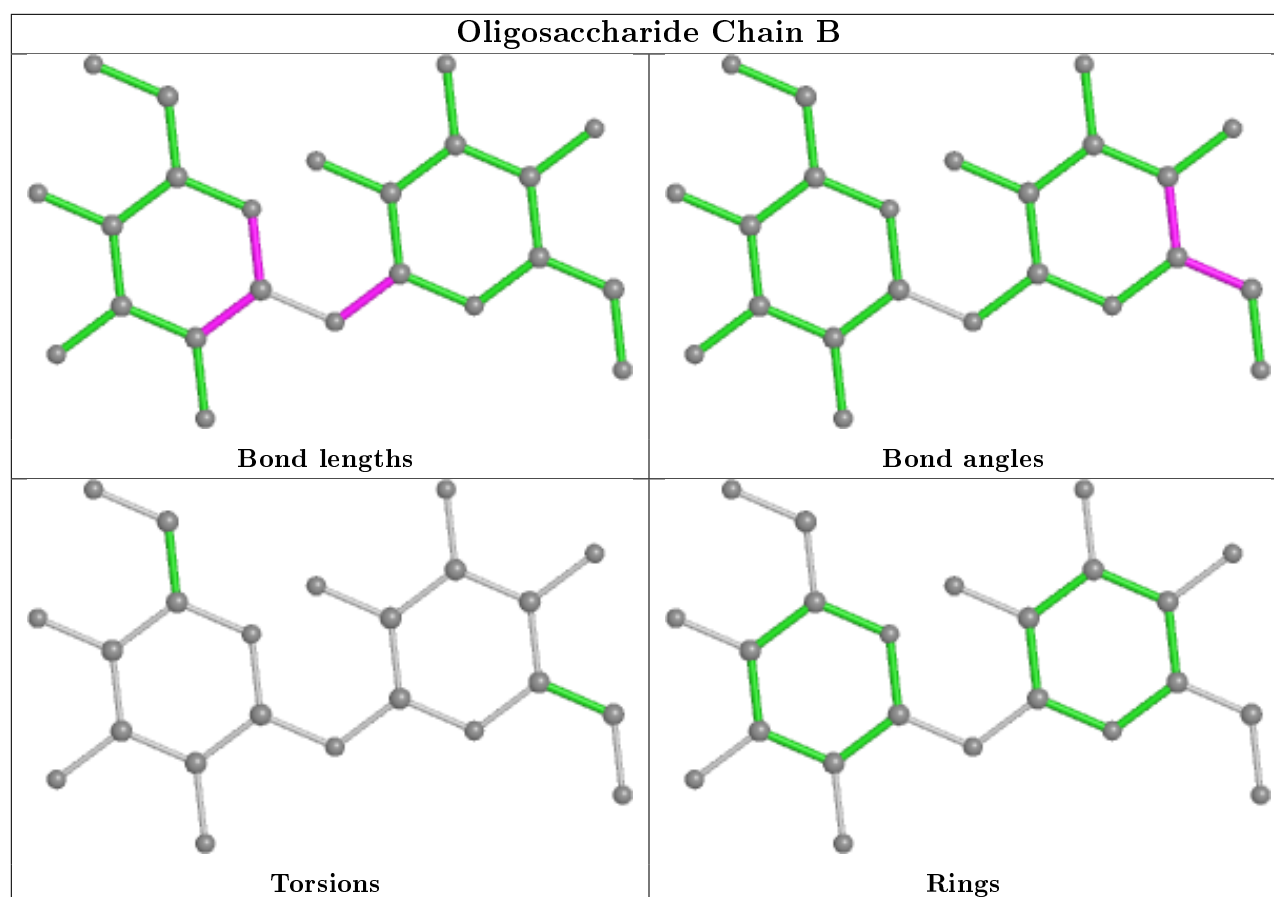 Oligosaccharide Chain B
Bond lengths
Bond angles
Torsions
Rings